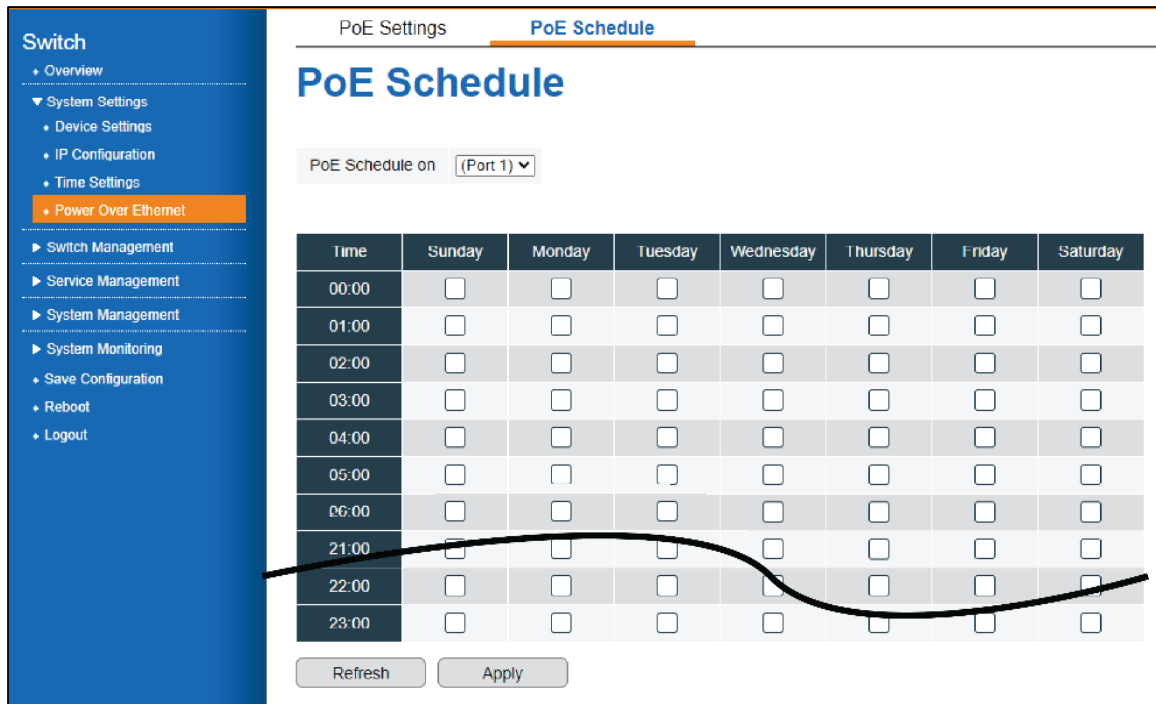 Switch
Overview
System Settings
Device Settings
IP Configuration
Time Settings
Power Over Ethernet
Switch Management
Service Management
System Management
System Monitoring
Save Configuration
Reboot
Logout
PoE Settings PoE Schedule
PoE Schedule
PoE Schedule on (Port 1)
Time Sunday Monday Tuesday Wednesday Thursday Friday Saturday
00:00
01:00
02:00
03:00
04:00
05:00
06:00
21:00
22:00
23:00
Refresh Apply